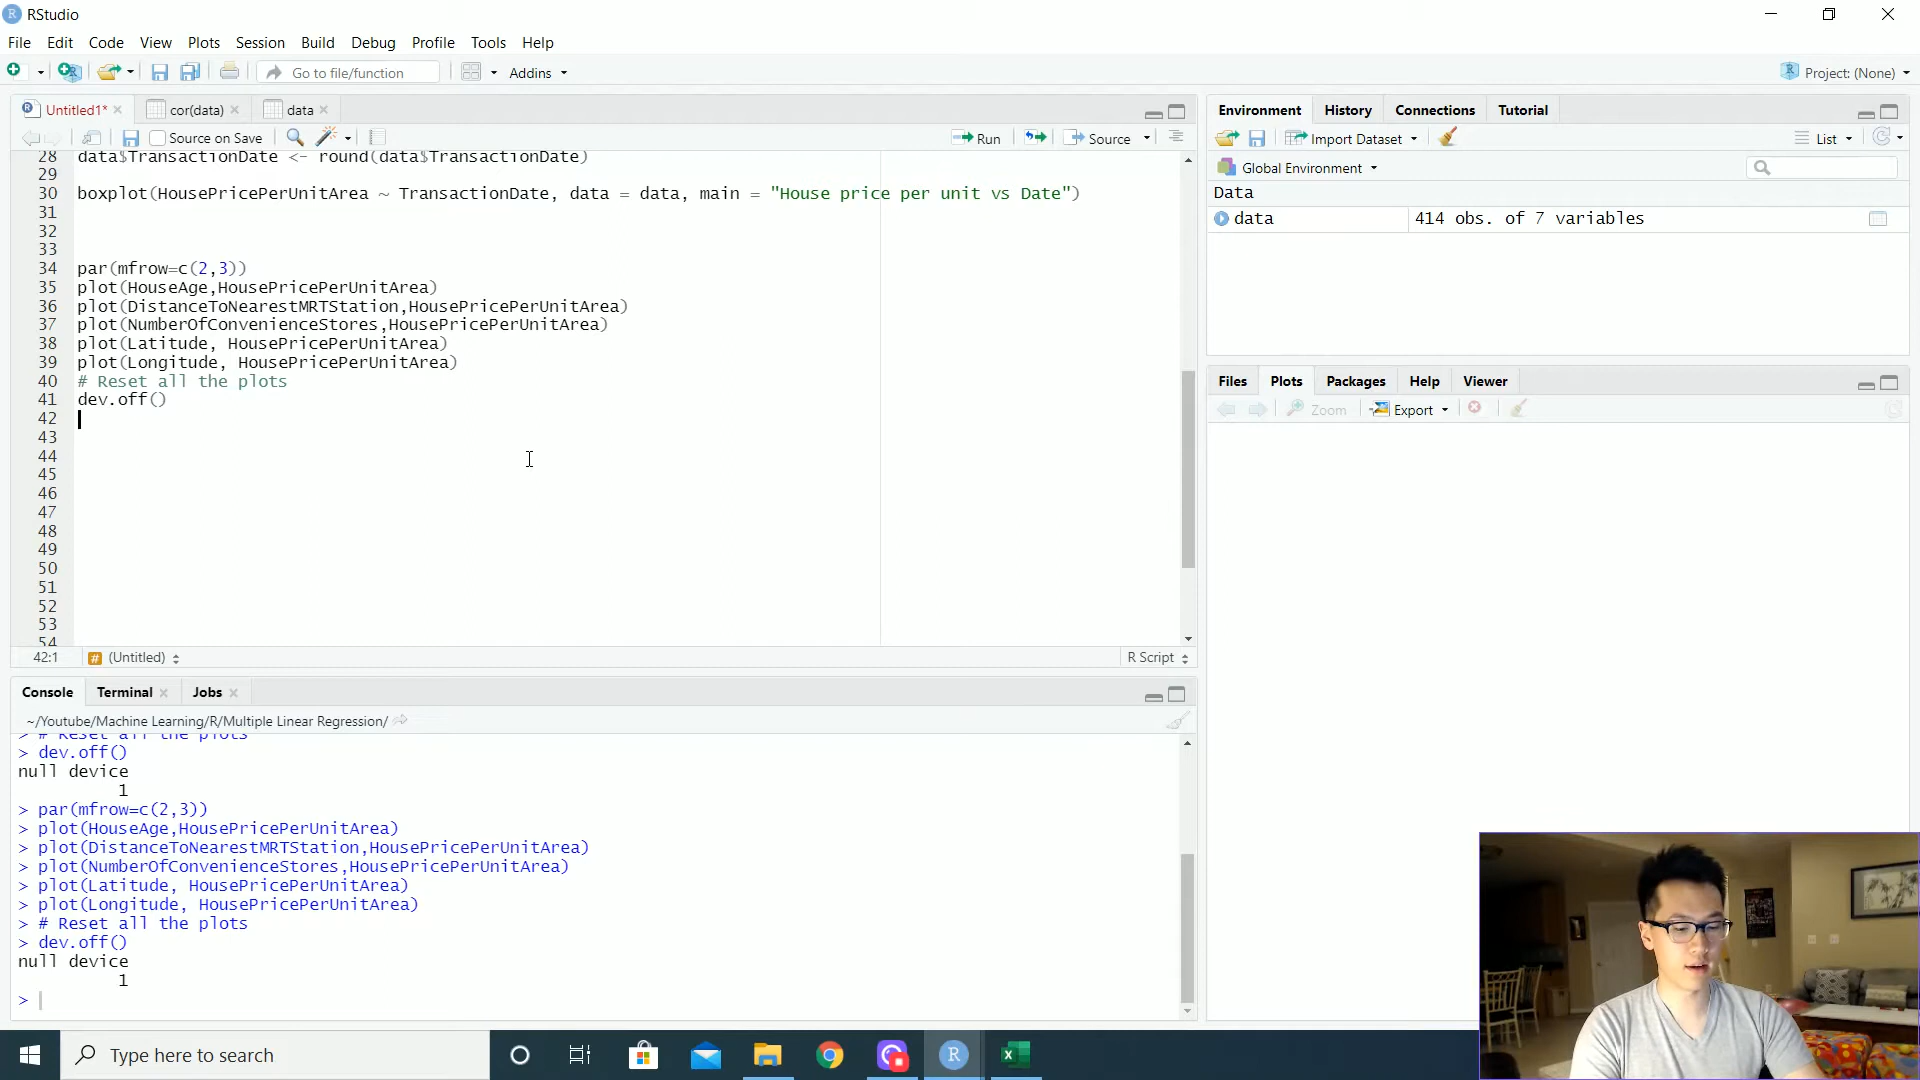 RStudio
File Edit Code View Plots Session Build Debug Profile Tools Help
Go to file/function Addins Project: (None)
Untitled1* cor(data) data
Source on Save Run Source
28 data$TransactionDate <- round(data$TransactionDate)
29
30 boxplot(HousePricePerUnitArea ~ TransactionDate, data = data, main = "House price per unit vs Date")
31
32
33
34 par(mfrow=c(2,3))
35 plot(HouseAge,HousePricePerUnitArea)
36 plot(DistanceToNearestMRTStation,HousePricePerUnitArea)
37 plot(NumberOfConvenienceStores,HousePricePerUnitArea)
38 plot(Latitude, HousePricePerUnitArea)
39 plot(Longitude, HousePricePerUnitArea)
40 # Reset all the plots
41 dev.off()
42
43
44
45
46
47
48
49
50
51
52
53
54
42:1 # (Untitled) R Script
Console Terminal Jobs
~/Youtube/Machine Learning/R/Multiple Linear Regression/
> # Reset all the plots
> dev.off()
null device
1
> par(mfrow=c(2,3))
> plot(HouseAge,HousePricePerUnitArea)
> plot(DistanceToNearestMRTStation,HousePricePerUnitArea)
> plot(NumberOfConvenienceStores,HousePricePerUnitArea)
> plot(Latitude, HousePricePerUnitArea)
> plot(Longitude, HousePricePerUnitArea)
> # Reset all the plots
> dev.off()
null device
1
>
Environment History Connections Tutorial
Import Dataset List
Global Environment
Data
data 414 obs. of 7 variables
Files Plots Packages Help Viewer
Zoom Export
Type here to search